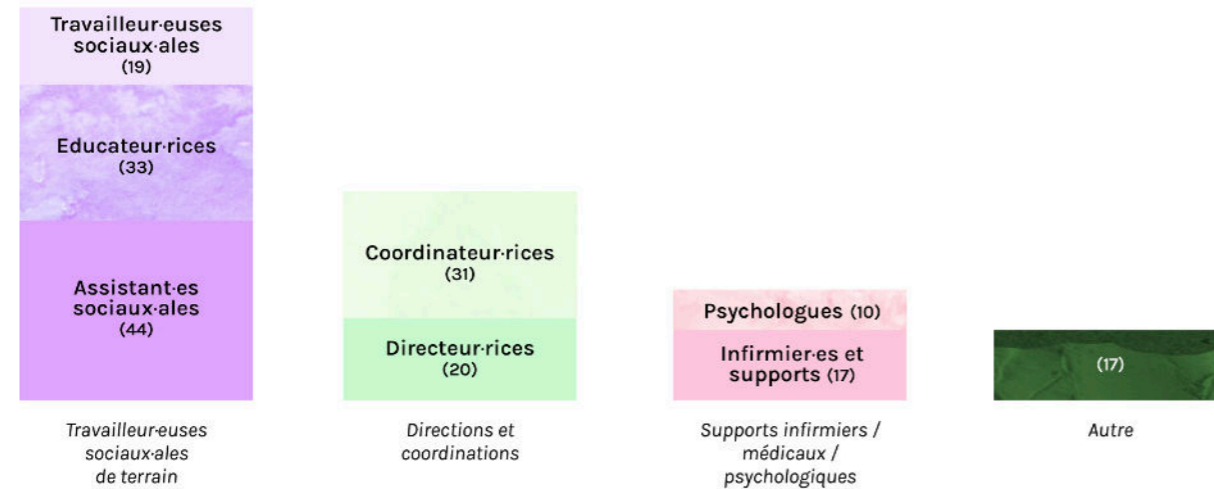 Travailleur·euses
sociaux·ales
(19)
Educateur·rices
(33)
Assistant·es
sociaux·ales
(44)
Travailleur·euses
sociaux·ales
de terrain
Coordinateur·rices
(31)
Directeur·rices
(20)
Directions et
coordinations
Psychologues (10)
Infirmier·es et
supports (17)
Supports infirmiers /
médicaux /
psychologiques
(17)
Autre